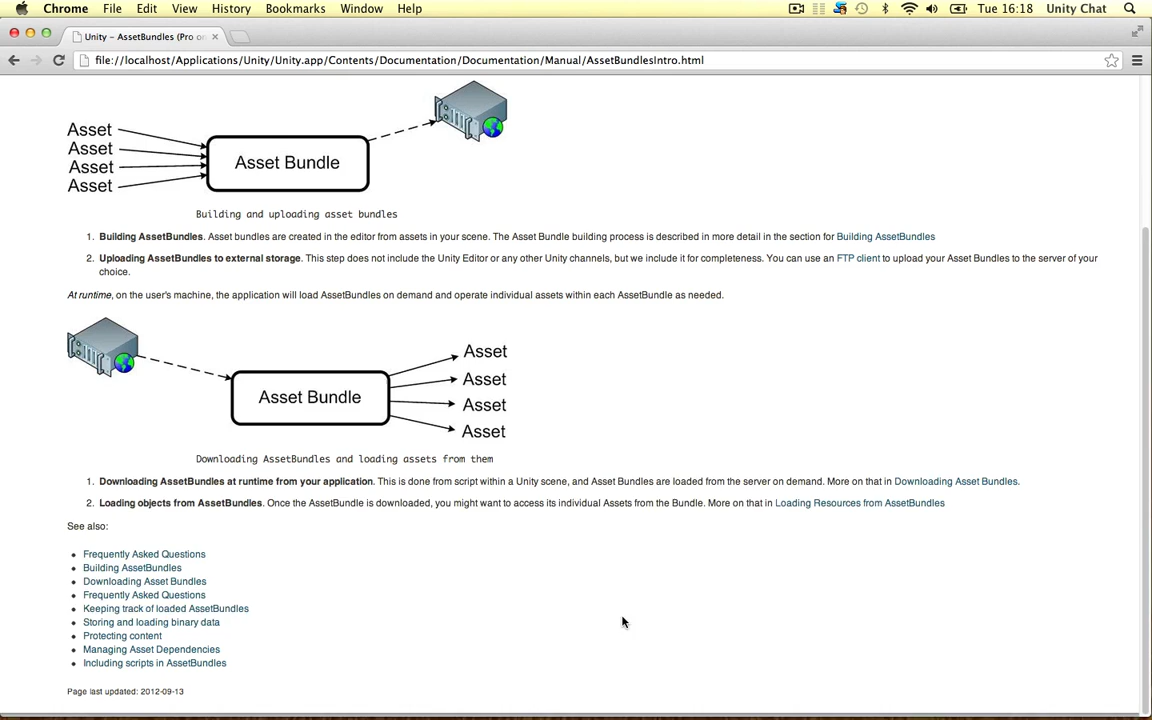 Chrome File Edit View History Bookmarks Window Help Tue 16:18 Unity Chat
Unity – AssetBundles (Pro on
file://localhost/Applications/Unity/Unity.app/Contents/Documentation/Documentation/Manual/AssetBundlesIntro.html
Asset
Asset
Asset
Asset
Asset Bundle
Building and uploading asset bundles
1. Building AssetBundles. Asset bundles are created in the editor from assets in your scene. The Asset Bundle building process is described in more detail in the section for Building AssetBundles
2. Uploading AssetBundles to external storage. This step does not include the Unity Editor or any other Unity channels, but we include it for completeness. You can use an FTP client to upload your Asset Bundles to the server of your
choice.
At runtime, on the user's machine, the application will load AssetBundles on demand and operate individual assets within each AssetBundle as needed.
Asset Bundle
Asset
Asset
Asset
Asset
Downloading AssetBundles and loading assets from them
1. Downloading AssetBundles at runtime from your application. This is done from script within a Unity scene, and Asset Bundles are loaded from the server on demand. More on that in Downloading Asset Bundles.
2. Loading objects from AssetBundles. Once the AssetBundle is downloaded, you might want to access its individual Assets from the Bundle. More on that in Loading Resources from AssetBundles
See also:
• Frequently Asked Questions
• Building AssetBundles
• Downloading Asset Bundles
• Frequently Asked Questions
• Keeping track of loaded AssetBundles
• Storing and loading binary data
• Protecting content
• Managing Asset Dependencies
• Including scripts in AssetBundles
Page last updated: 2012-09-13